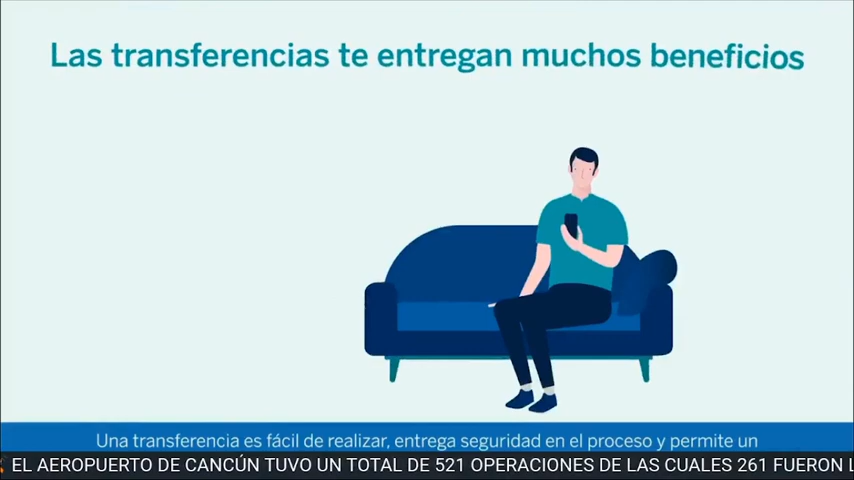 Las transferencias te entregan muchos beneficios
Una transferencia es fácil de realizar, entrega seguridad en el proceso y permite un
EL AEROPUERTO DE CANCÚN TUVO UN TOTAL DE 521 OPERACIONES DE LAS CUALES 261 FUERON L